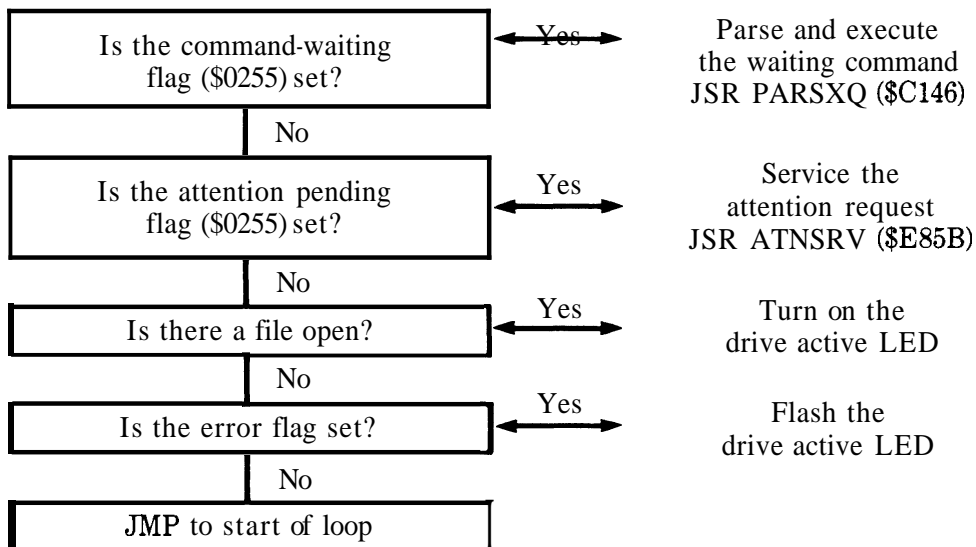 Is the command-waiting
flag ($0255) set?
Yes
Parse and execute
the waiting command
JSR PARSXQ ($C146)
No
Is the attention pending
flag ($0255) set?
Yes
Service the
attention request
JSR ATNSRV ($E85B)
No
Is there a file open?
Yes
Turn on the
drive active LED
No
Is the error flag set?
Yes
Flash the
drive active LED
No
JMP to start of loop